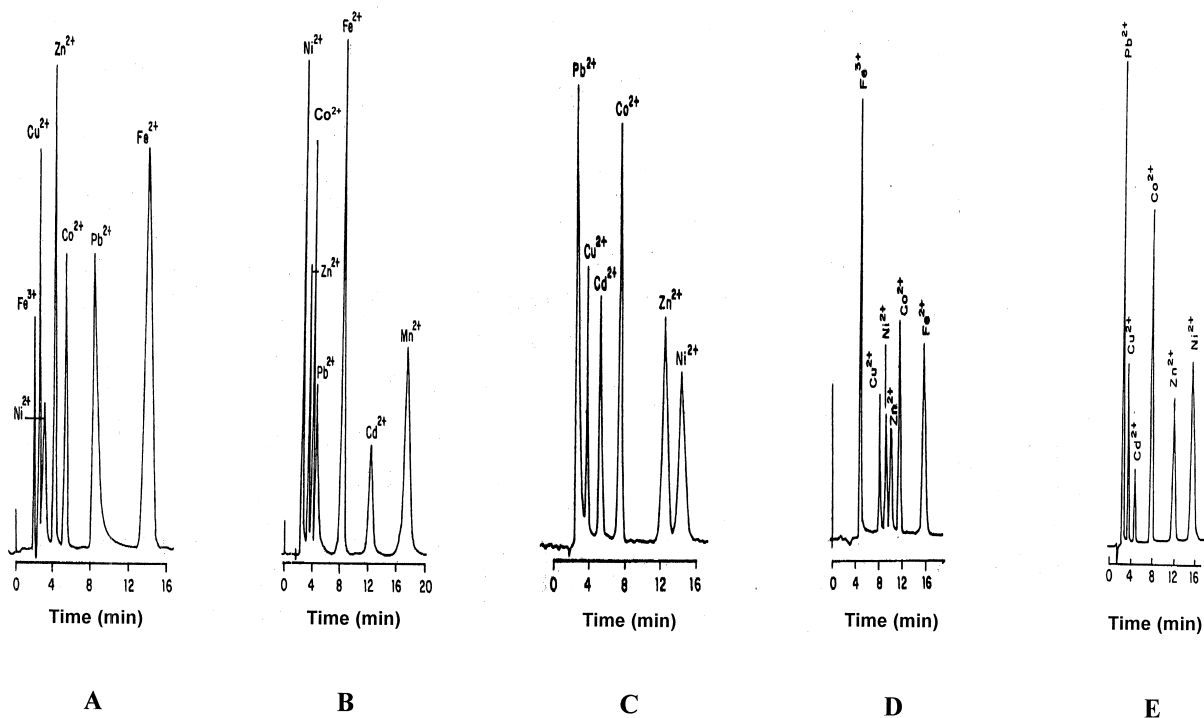 Fe³⁺
Ni²⁺
Cu²⁺
Zn²⁺
Co²⁺
Pb²⁺
Fe²⁺
0 4 8 12 16
Time (min)
A
Ni²⁺
Fe²⁺
Co²⁺
Zn²⁺
Pb²⁺
Cd²⁺
Mn²⁺
0 4 8 12 16 20
Time (min)
B
Pb²⁺
Cu²⁺
Cd²⁺
Co²⁺
Zn²⁺
Ni²⁺
0 4 8 12 16
Time (min)
C
Fe³⁺
Cu²⁺
Ni²⁺
Zn²⁺
Co²⁺
Fe²⁺
0 4 8 12 16
Time (min)
D
Pb²⁺
Cu²⁺
Cd²⁺
Co²⁺
Zn²⁺
Ni²⁺
0 4 8 12 16
Time (min)
E